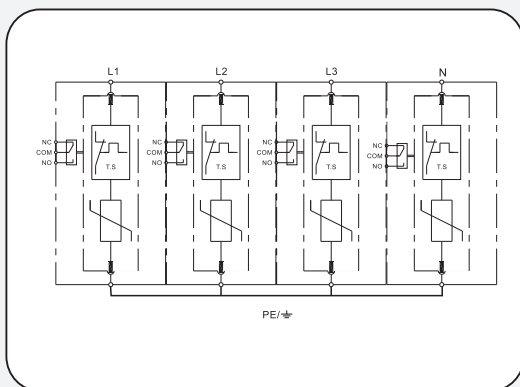 L1 L2 L3 N
NC NC NC NC
COM COM COM COM
NO NO NO NO
T.S T.S T.S T.S
PE/⏚